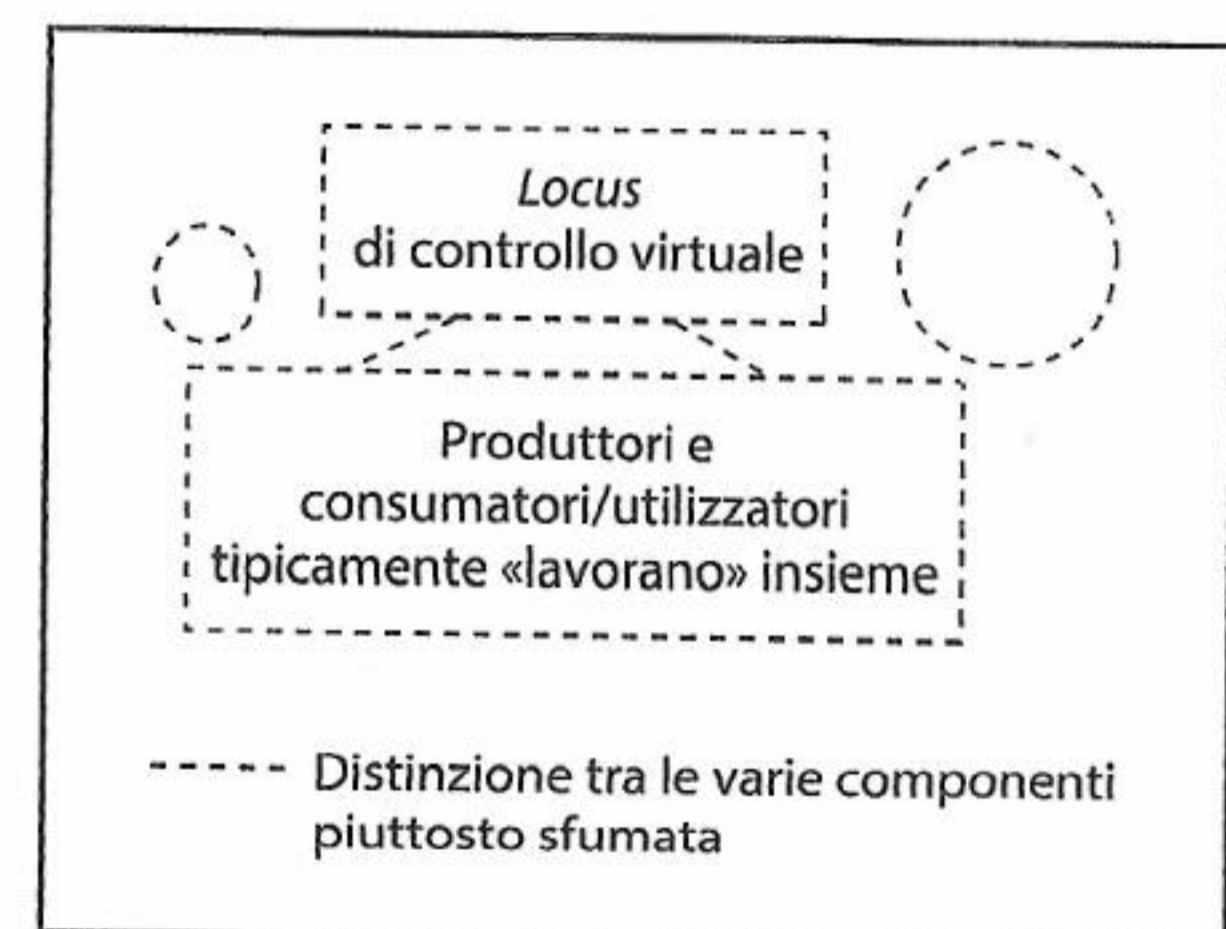 Locus
di controllo virtuale
Produttori e
consumatori/utilizzatori
tipicamente «lavorano» insieme
Distinzione tra le varie componenti
piuttosto sfumata